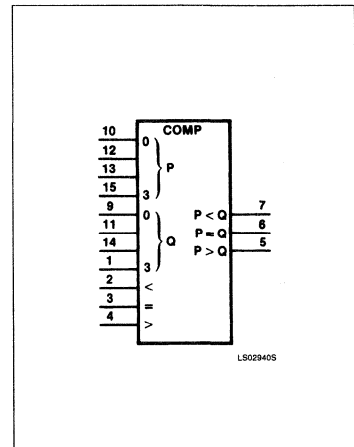 COMP
10 0
12
13 P
15 3
9 0 P < Q 7
11 Q P = Q 6
14 P > Q 5
1 3
2 <
3 =
4 >
LS02940S